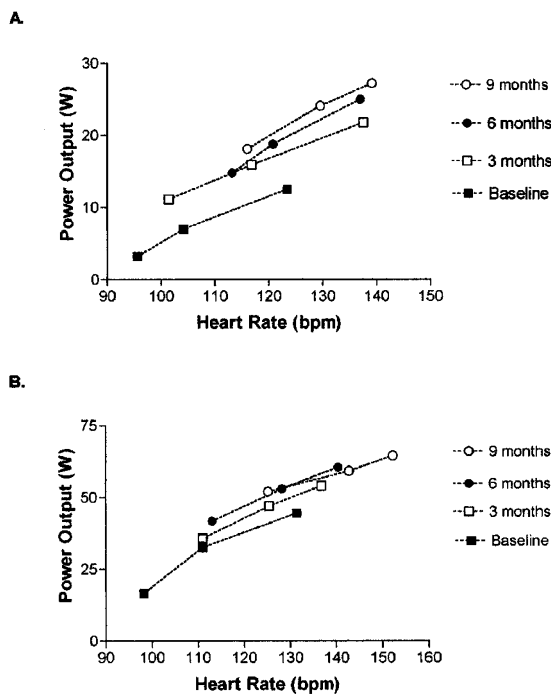 A.
30
20
10
0
90 100 110 120 130 140 150
Power Output (W)
Heart Rate (bpm)
9 months
6 months
3 months
Baseline
B.
75
50
25
0
90 100 110 120 130 140 150 160
Power Output (W)
Heart Rate (bpm)
9 months
6 months
3 months
Baseline